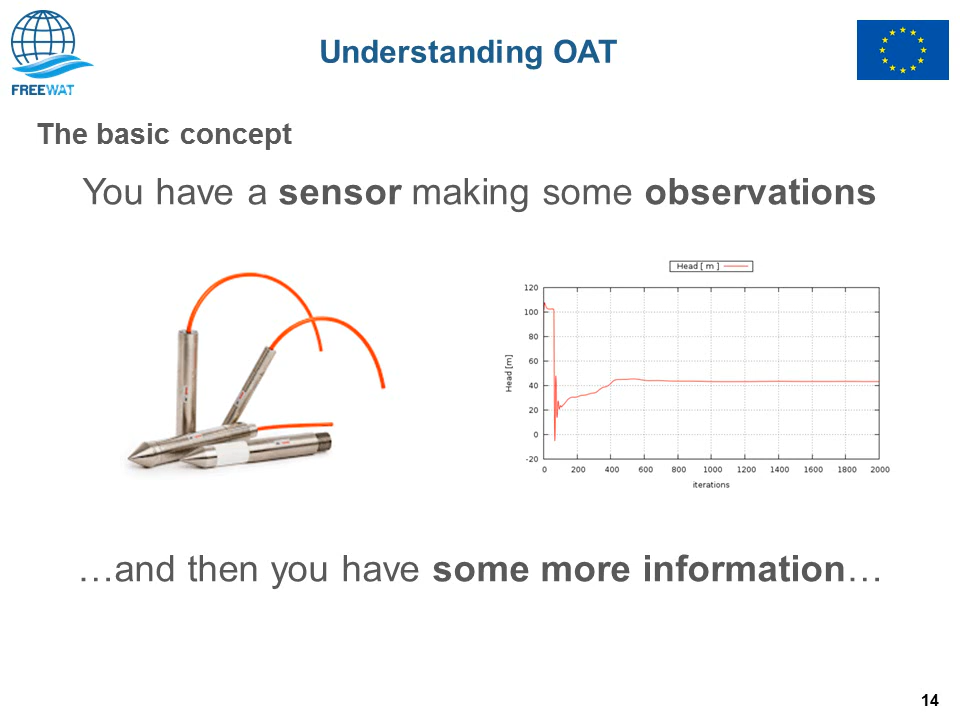 Understanding OAT
FREEWAT
The basic concept
You have a sensor making some observations
Head [ m ]
120
100
80
60
40
20
0
-20
Head [m]
0 200 400 600 800 1000 1200 1400 1600 1800 2000
iterations
…and then you have some more information…
14